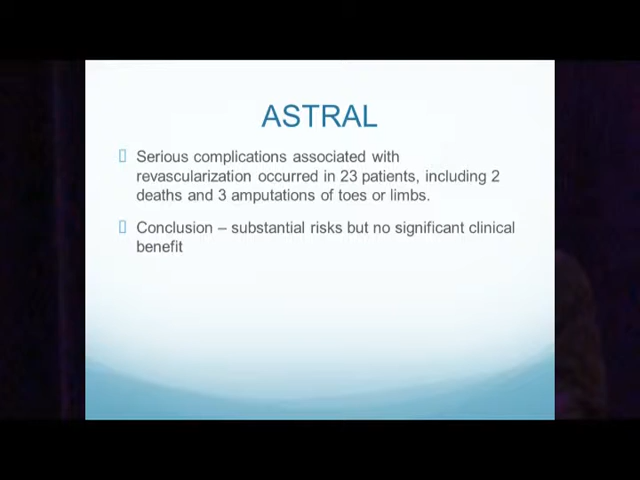 ASTRAL
Serious complications associated with
revascularization occurred in 23 patients, including 2
deaths and 3 amputations of toes or limbs.
Conclusion – substantial risks but no significant clinical
benefit